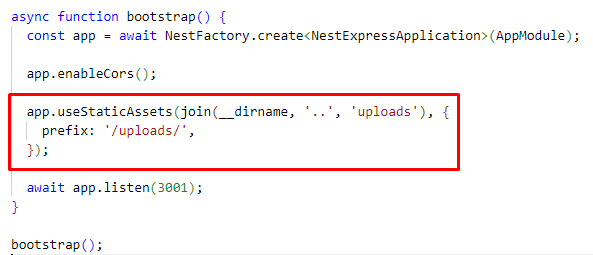 async function bootstrap() {
  const app = await NestFactory.create<NestExpressApplication>(AppModule);
  app.enableCors();
  app.useStaticAssets(join(__dirname, '..', 'uploads'), {
    prefix: '/uploads/',
  });
  await app.listen(3001);
}
bootstrap();